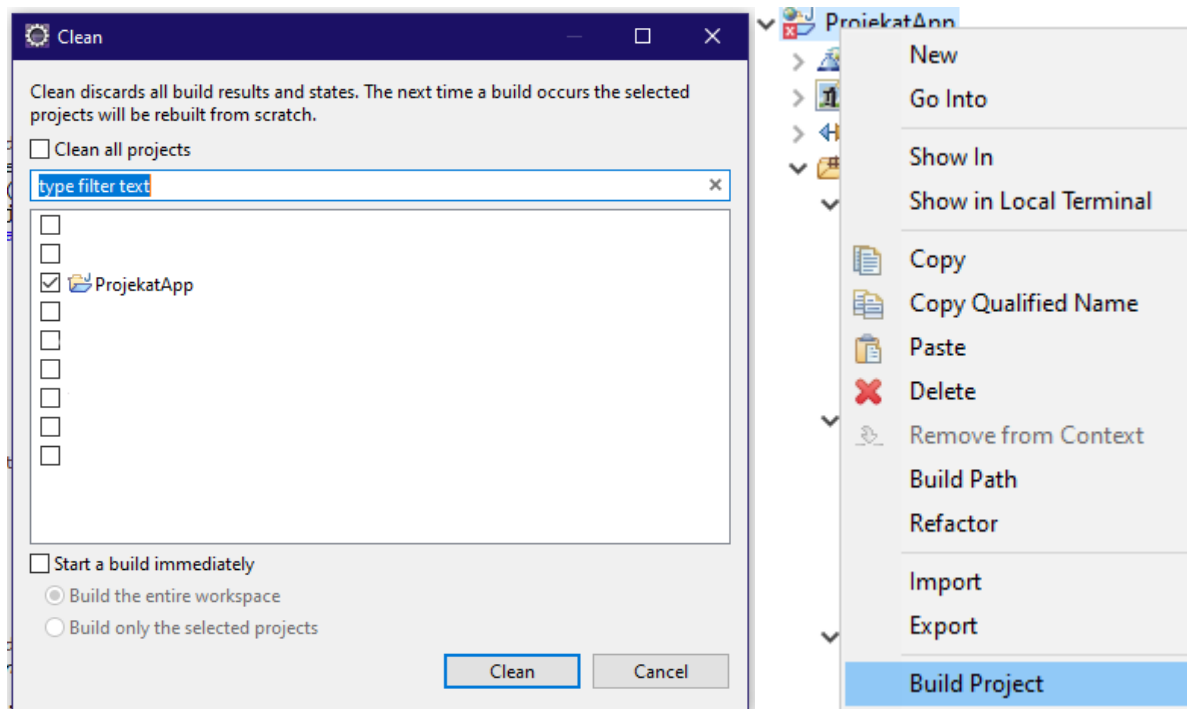 Clean
Clean discards all build results and states. The next time a build occurs the selected
projects will be rebuilt from scratch.
Clean all projects
type filter text
ProjekatApp
Start a build immediately
Build the entire workspace
Build only the selected projects
Clean
Cancel
ProjekatApp
New
Go Into
Show In
Show in Local Terminal
Copy
Copy Qualified Name
Paste
Delete
Remove from Context
Build Path
Refactor
Import
Export
Build Project